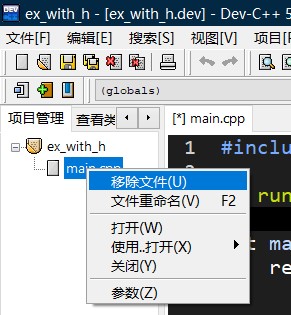 ex_with_h - [ex_with_h.dev] - Dev-C++ 5
文件[F] 编辑[E] 搜索[S] 视图[V] 项目
(globals)
项目管理 查看类 [*] main.cpp
ex_with_h
main.cpp
1 #inclu
移除文件(U)
文件重命名(V) F2
run
打开(W)
t ma
使用..打开(X)
re
关闭(Y)
参数(Z)